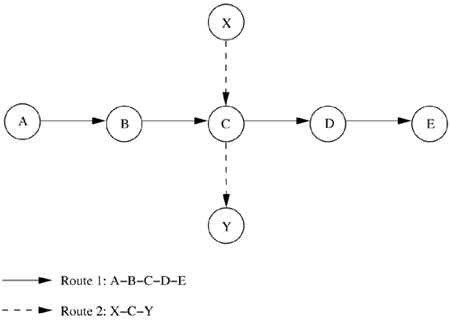 X
A B C D E
Y
Route 1: A-B-C-D-E
Route 2: X-C-Y